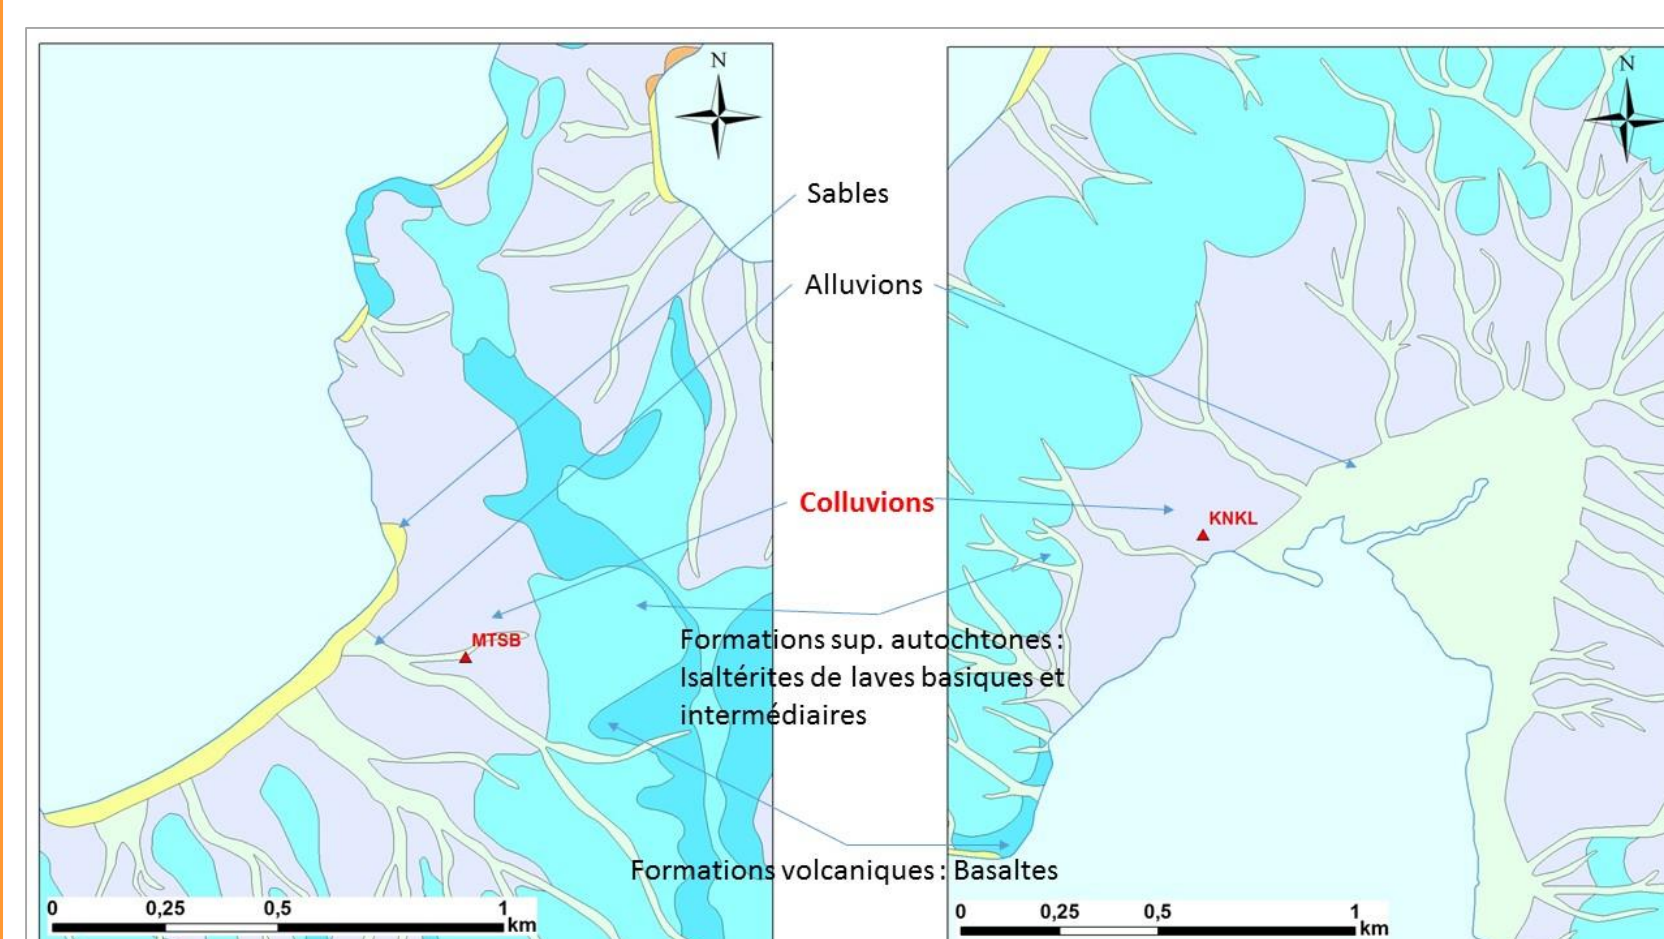 N
N
Sables
Alluvions
Colluvions
KNKL
MTSB
Formations sup. autochtones :
Isaltérites de laves basiques et
intermédiaires
Formations volcaniques : Basaltes
0 0,25 0,5 1
km
0 0,25 0,5 1
km